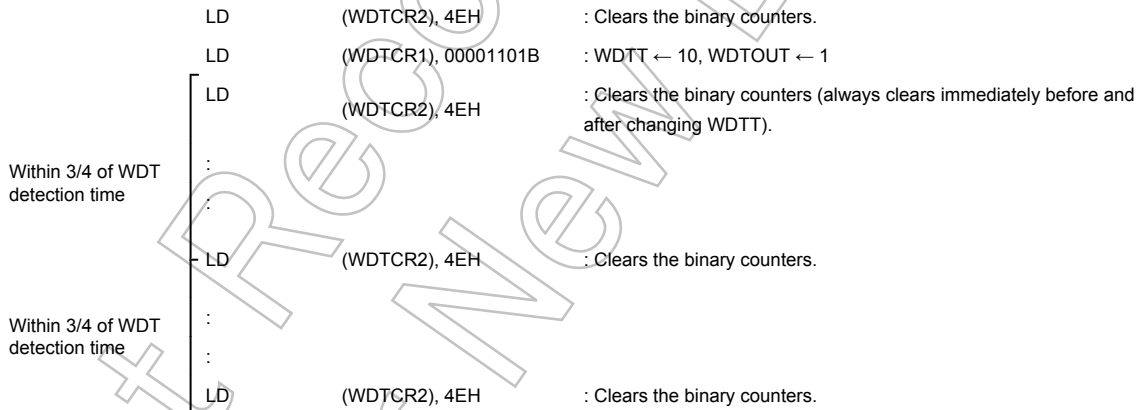 LD (WDTCR2), 4EH : Clears the binary counters.
LD (WDTCR1), 00001101B : WDTT ← 10, WDTOUT ← 1
LD (WDTCR2), 4EH : Clears the binary counters (always clears immediately before and
after changing WDTT).
Within 3/4 of WDT
detection time
:
:
LD (WDTCR2), 4EH : Clears the binary counters.
Within 3/4 of WDT
detection time
:
:
LD (WDTCR2), 4EH : Clears the binary counters.